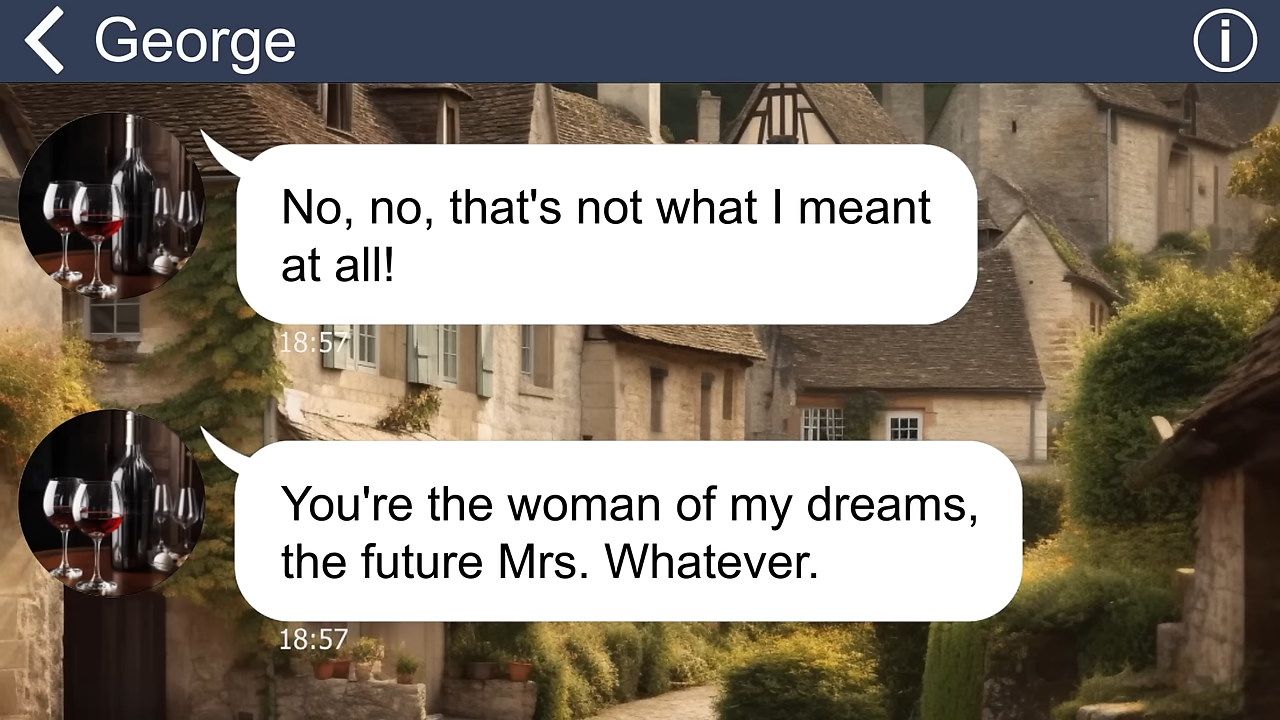 George
No, no, that's not what I meant
at all!
18:57
You're the woman of my dreams,
the future Mrs. Whatever.
18:57